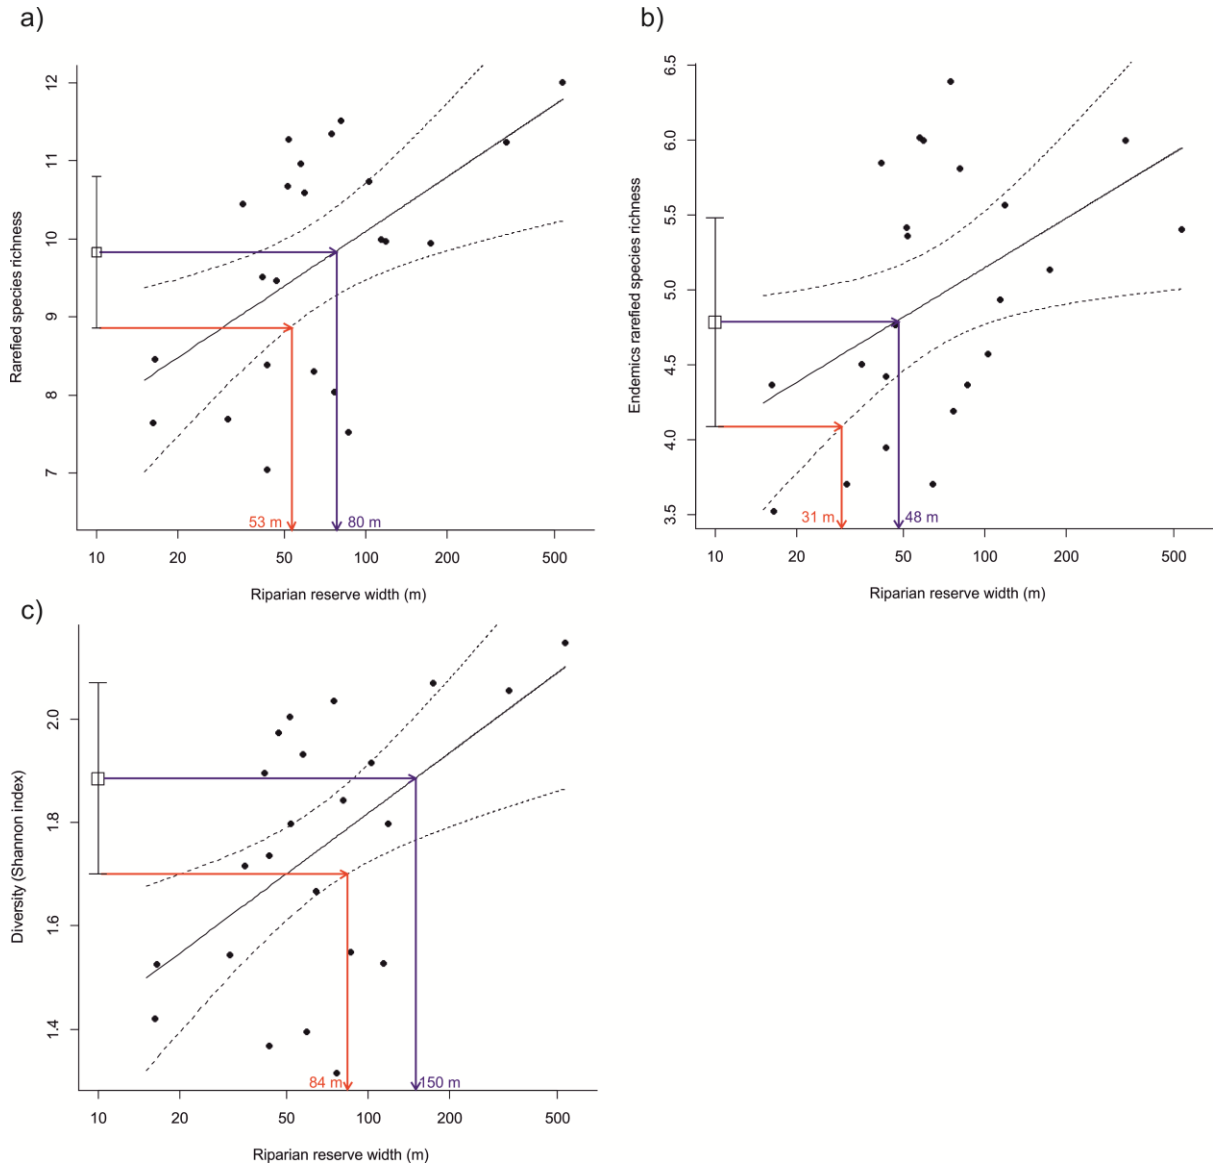 a)
Rarefied species richness
12
11
10
9
8
7
53 m
80 m
10 20 50 100 200 500
Riparian reserve width (m)
b)
Endemics rarefied species richness
6.5
6.0
5.5
5.0
4.5
4.0
3.5
31 m
48 m
10 20 50 100 200 500
Riparian reserve width (m)
c)
Diversity (Shannon index)
2.0
1.8
1.6
1.4
84 m
150 m
10 20 50 100 200 500
Riparian reserve width (m)